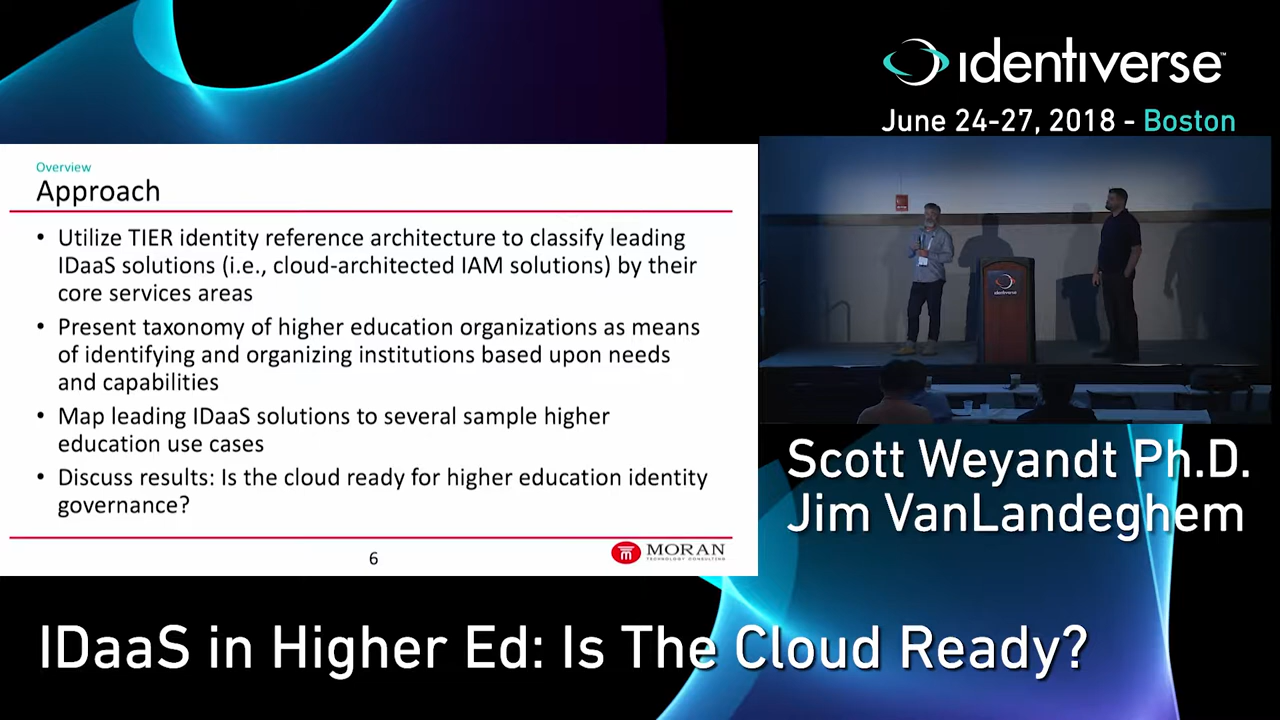 identiverse™
June 24-27, 2018 - Boston
Overview
Approach
• Utilize TIER identity reference architecture to classify leading
IDaaS solutions (i.e., cloud-architected IAM solutions) by their
core services areas
• Present taxonomy of higher education organizations as means
of identifying and organizing institutions based upon needs
and capabilities
• Map leading IDaaS solutions to several sample higher
education use cases
• Discuss results: Is the cloud ready for higher education identity
governance?
6
MORAN
TECHNOLOGY CONSULTING
identiverse
Scott Weyandt Ph.D.
Jim VanLandeghem
IDaaS in Higher Ed: Is The Cloud Ready?